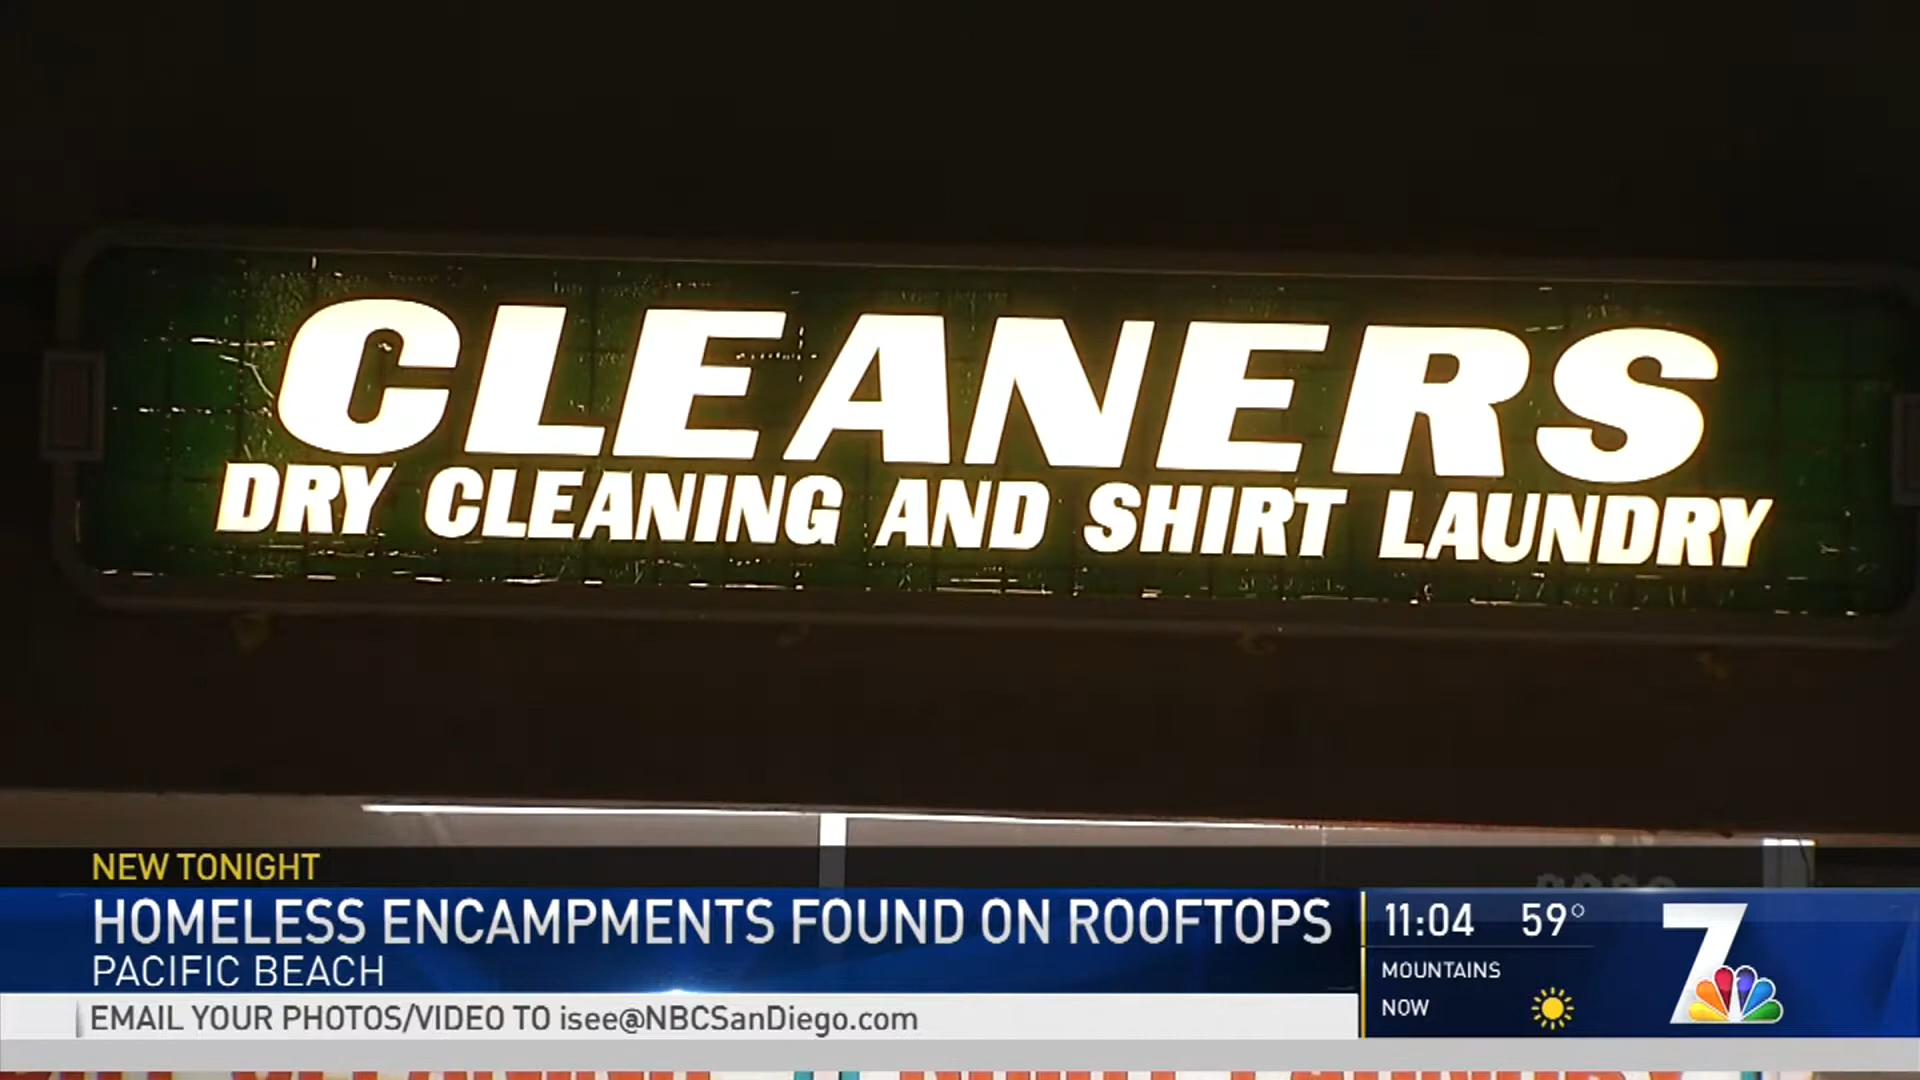 CLEANERS
DRY CLEANING AND SHIRT LAUNDRY
NEW TONIGHT
HOMELESS ENCAMPMENTS FOUND ON ROOFTOPS
PACIFIC BEACH
EMAIL YOUR PHOTOS/VIDEO TO isee@NBCSanDiego.com
11:04 59°
MOUNTAINS
NOW
7